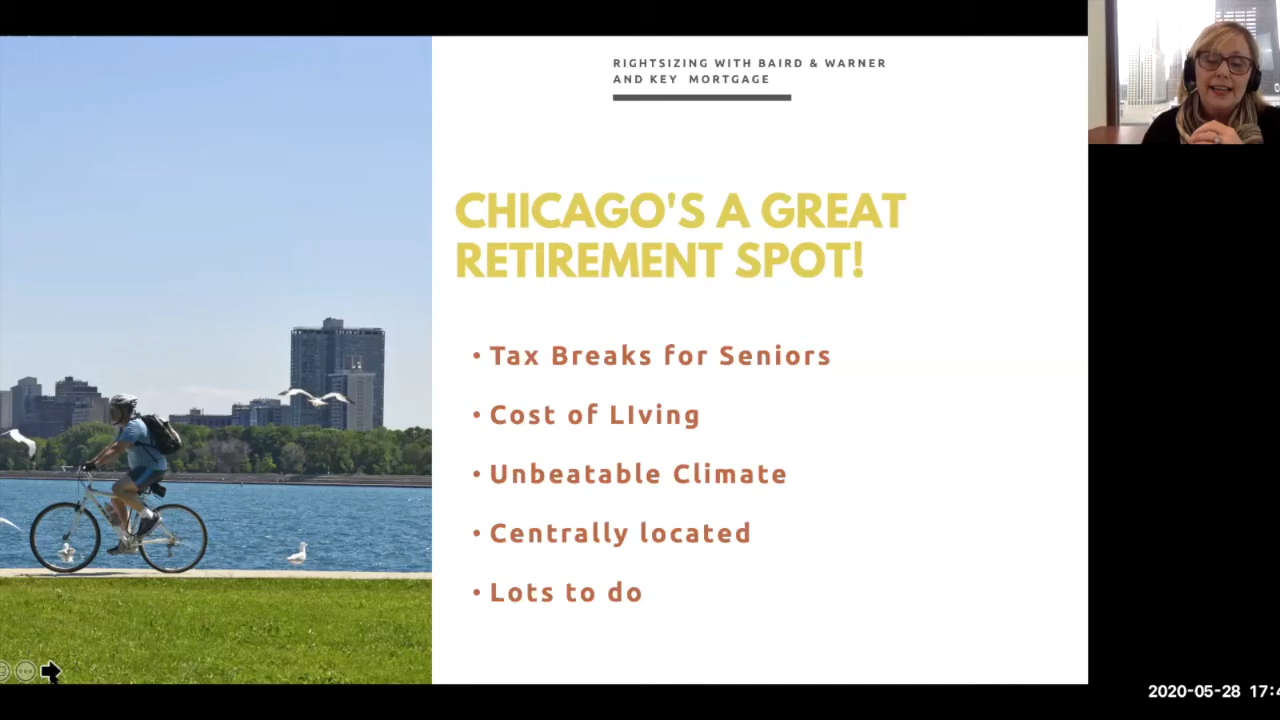 RIGHTSIZING WITH BAIRD & WARNER
AND KEY MORTGAGE
CHICAGO'S A GREAT
RETIREMENT SPOT!
• Tax Breaks for Seniors
• Cost of LIving
• Unbeatable Climate
• Centrally located
• Lots to do
2020-05-28 17:4